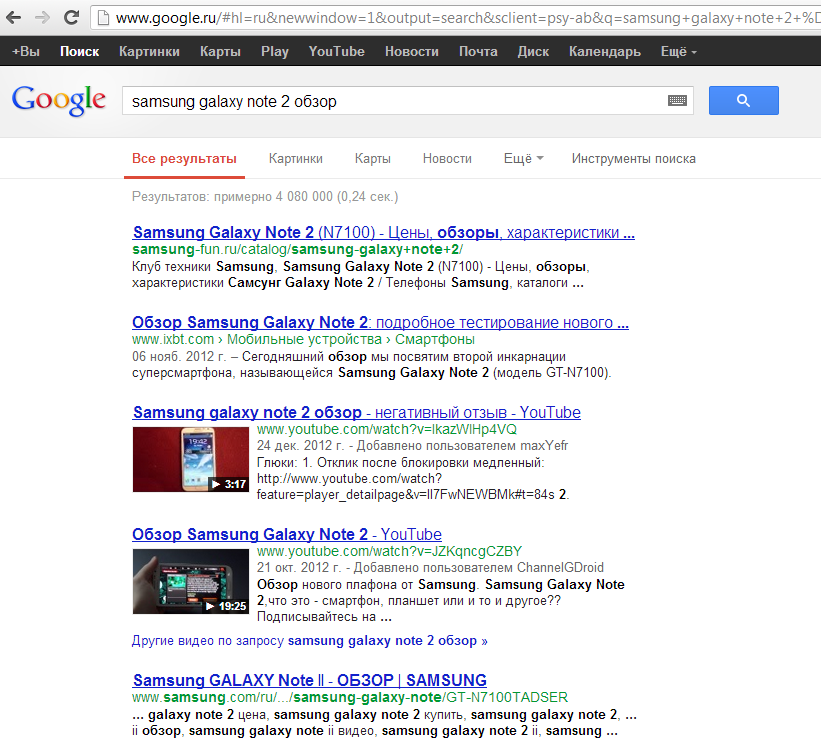 www.google.ru/#hl=ru&newwindow=1&output=search&sclient=psy-ab&q=samsung+galaxy+note+2+%D
+Вы Поиск Картинки Карты Play YouTube Новости Почта Диск Календарь Ещё
Google samsung galaxy note 2 обзор
Все результаты Картинки Карты Новости Ещё Инструменты поиска
Результатов: примерно 4 080 000 (0,24 сек.)
Samsung Galaxy Note 2 (N7100) - Цены, обзоры, характеристики ...
samsung-fun.ru/catalog/samsung-galaxy+note+2/
Клуб техники Samsung, Samsung Galaxy Note 2 (N7100) - Цены, обзоры,
характеристики Самсунг Galaxy Note 2 / Телефоны Samsung, каталоги ...
Обзор Samsung Galaxy Note 2: подробное тестирование нового ...
www.ixbt.com › Мобильные устройства › Смартфоны
06 нояб. 2012 г. – Сегодняшний обзор мы посвятим второй инкарнации
суперсмартфона, называющейся Samsung Galaxy Note 2 (модель GT-N7100).
Samsung galaxy note 2 обзор - негативный отзыв - YouTube
www.youtube.com/watch?v=lkazWlHp4VQ
24 дек. 2012 г. - Добавлено пользователем maxYefr
Глюки: 1. Отклик после блокировки медленный:
http://www.youtube.com/watch?
feature=player_detailpage&v=lI7FwNEWBMk#t=84s 2.
19:42
3:17
Обзор Samsung Galaxy Note 2 - YouTube
www.youtube.com/watch?v=JZKqncgCZBY
21 окт. 2012 г. - Добавлено пользователем ChannelGDroid
Обзор нового плафона от Samsung. Samsung Galaxy Note
2,что это - смартфон, планшет или и то и другое??
Подписывайтесь на ...
19:25
Другие видео по запросу samsung galaxy note 2 обзор »
Samsung GALAXY Note II - ОБЗОР | SAMSUNG
www.samsung.com/ru/.../samsung-galaxy-note/GT-N7100TADSER
... galaxy note 2 цена, samsung galaxy note 2 купить, samsung galaxy note 2, ...
ii обзор, samsung galaxy note ii видео, samsung galaxy note 2 ii, samsung ...